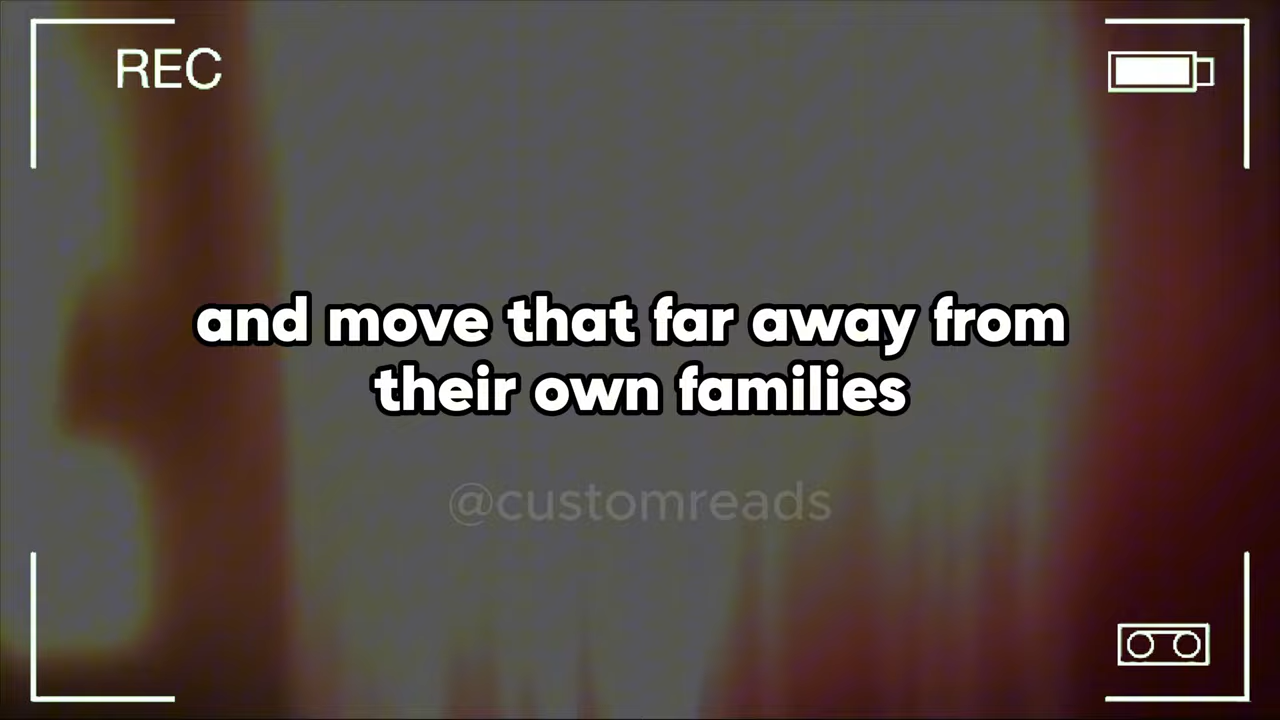 REC
and move that far away from
their own families
@customreads